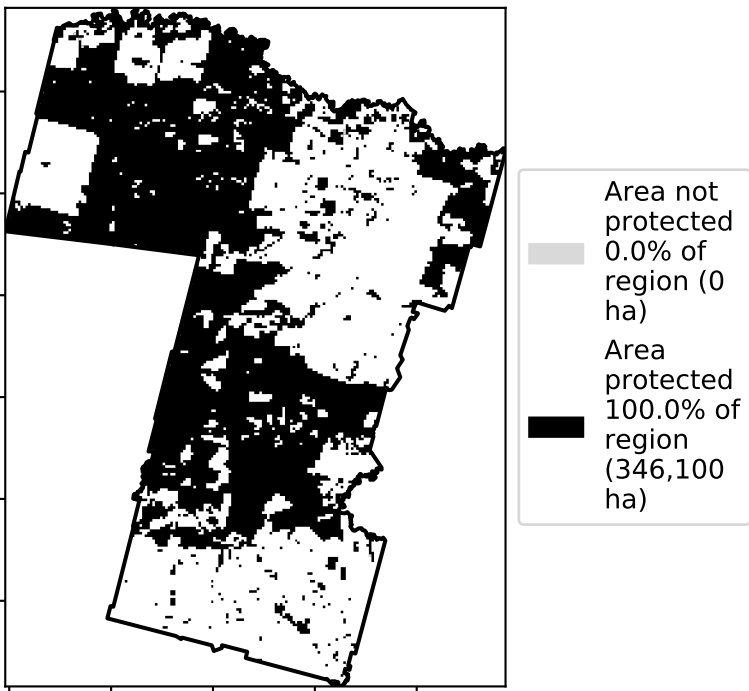 Area not
protected
0.0% of
region (0
ha)
Area
protected
100.0% of
region
(346,100
ha)